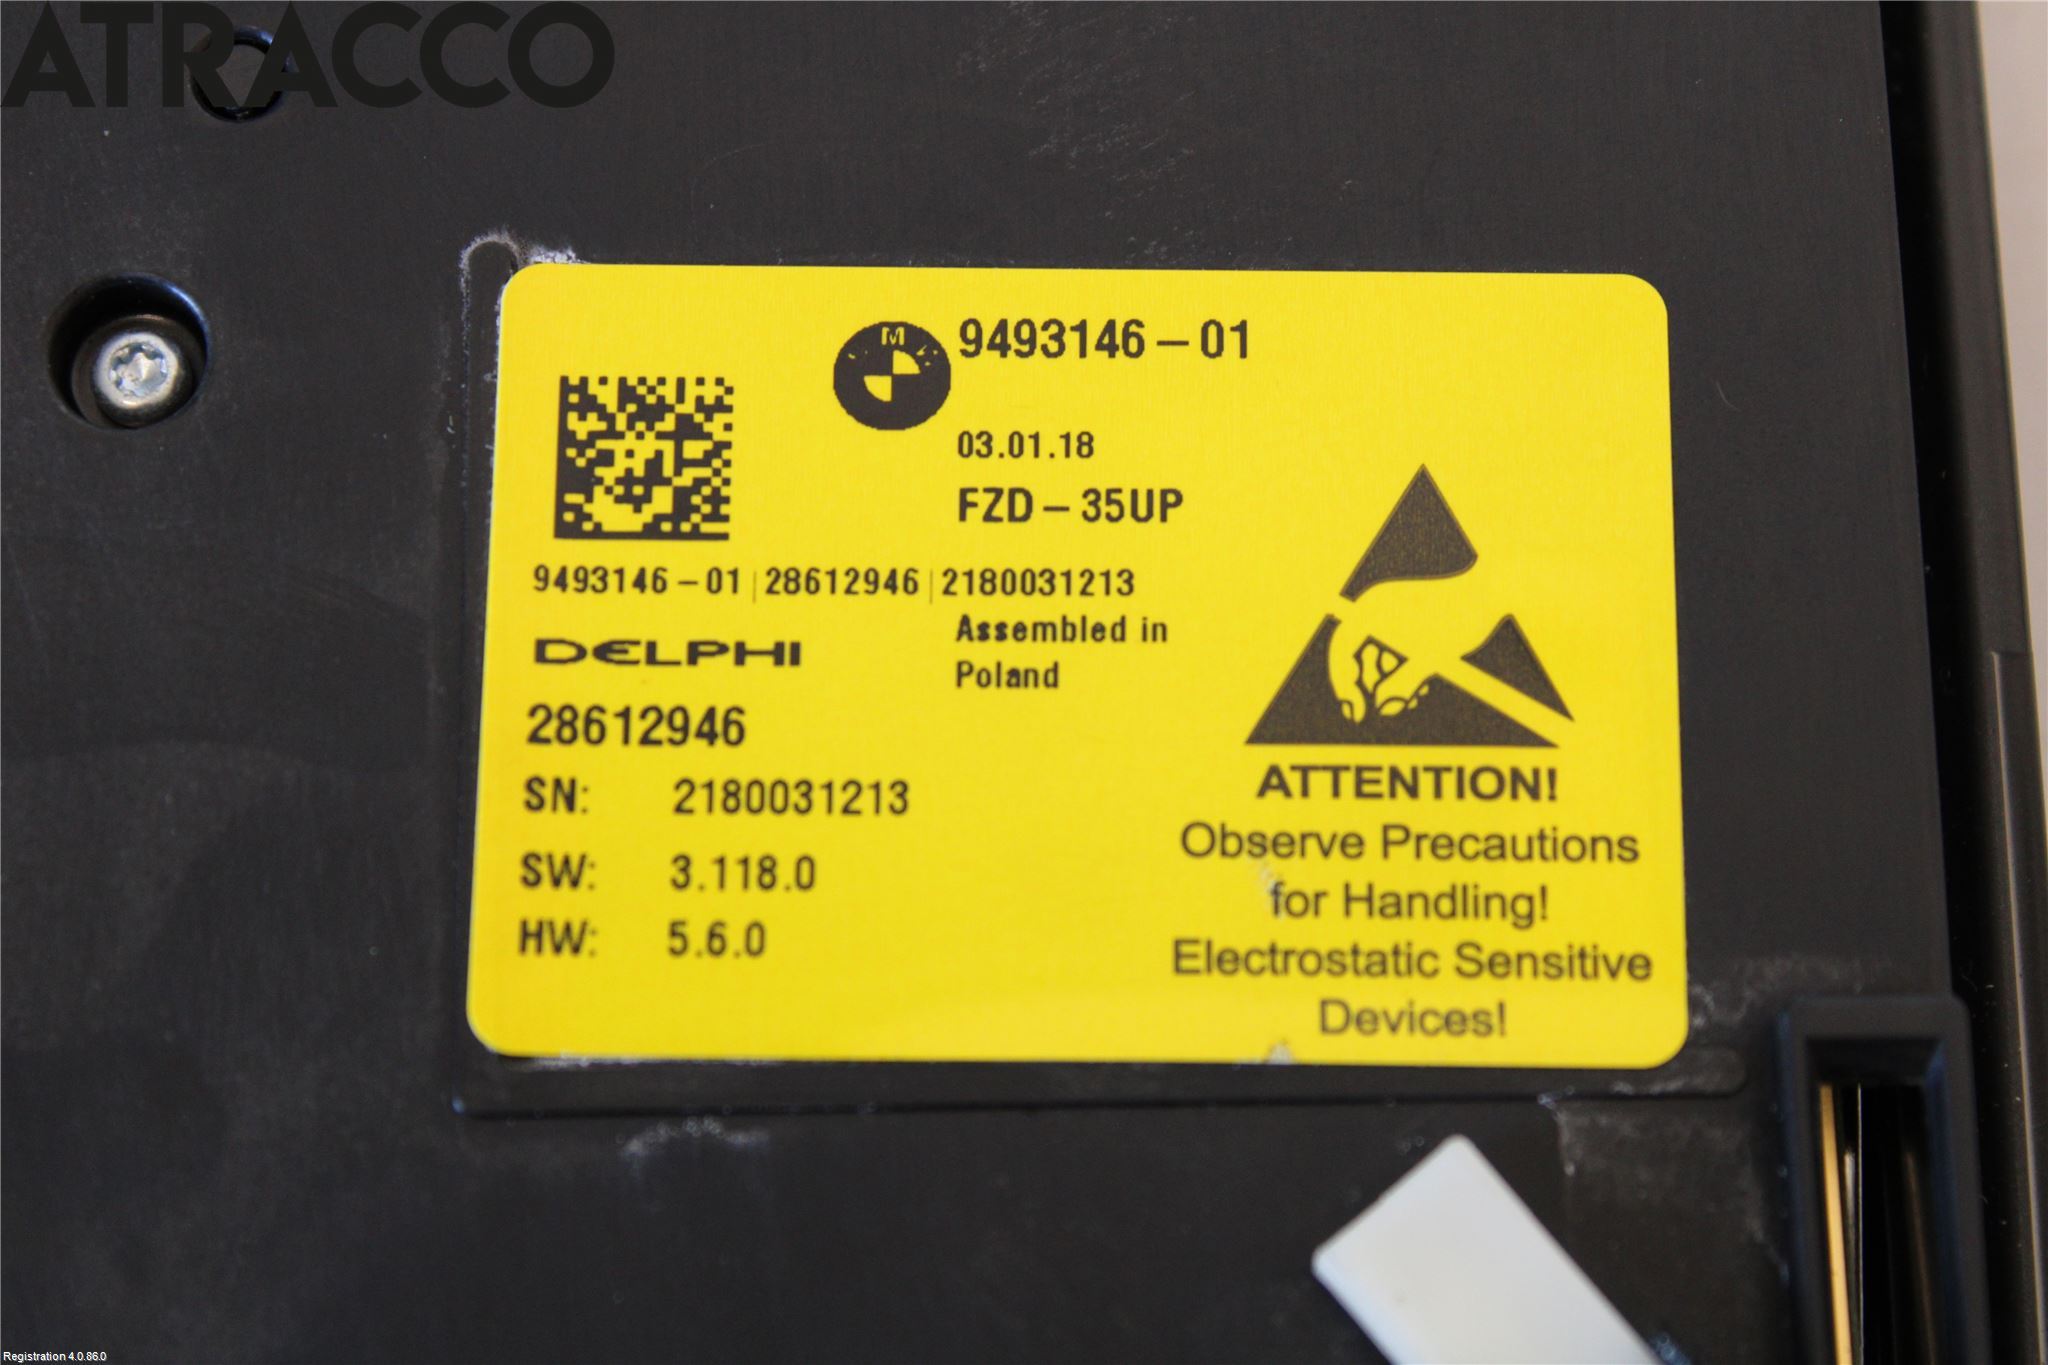 ATRACCO
M
9493146-01
03.01.18
FZD-35UP
9493146-01|28612946|2180031213
Assembled in
Poland
DELPHI
28612946
SN: 2180031213
SW: 3.118.0
HW: 5.6.0
ATTENTION!
Observe Precautions
for Handling!
Electrostatic Sensitive
Devices!
Registration 4.0.86.0